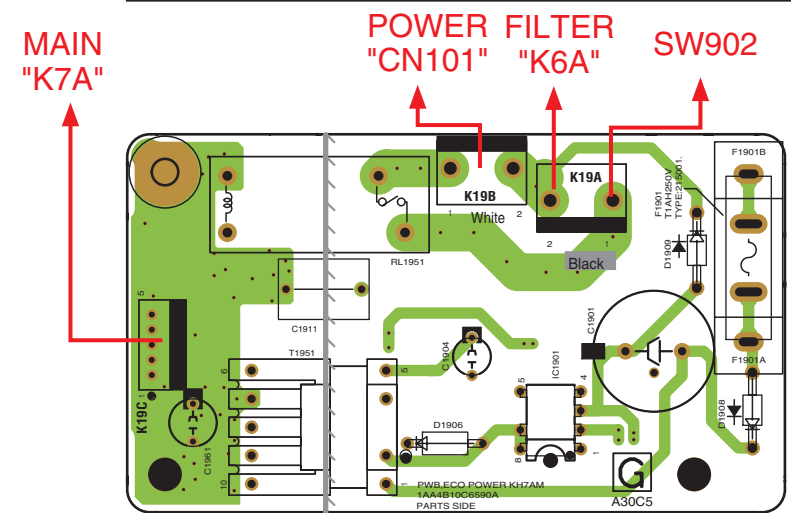 POWER
"CN101"
FILTER
"K6A"
SW902
MAIN
"K7A"
F1901B
K19B
K19A
1
2
White
2
1
Black
F1901
T1AH250V
TYPE:215001.
D1909
RL1951
C1911
5
1
K19C
C1961
T1951
6
10
5
1
C1904
D1906
IC1901
5
4
8
1
C1901
F1901A
D1908
PWB,ECO POWER KH7AM
1AA4B10C6590A
PARTS SIDE
G
A30C5